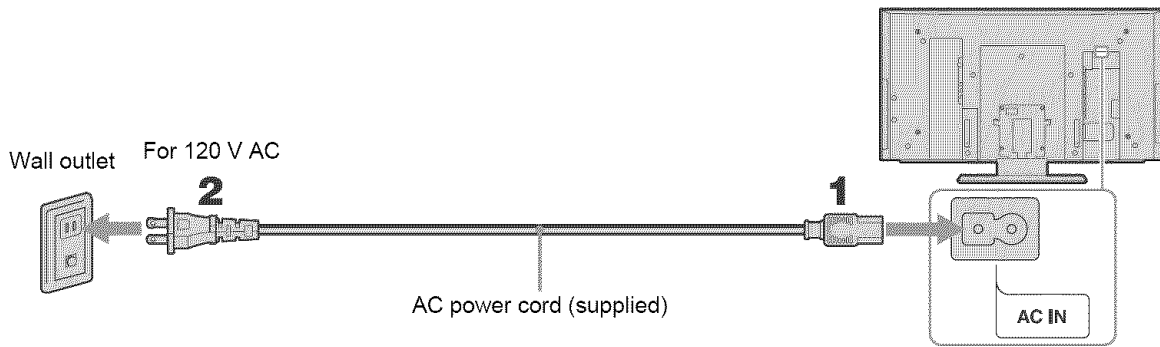 Wall outlet
For 120 V AC
2
1
AC power cord (supplied)
AC IN